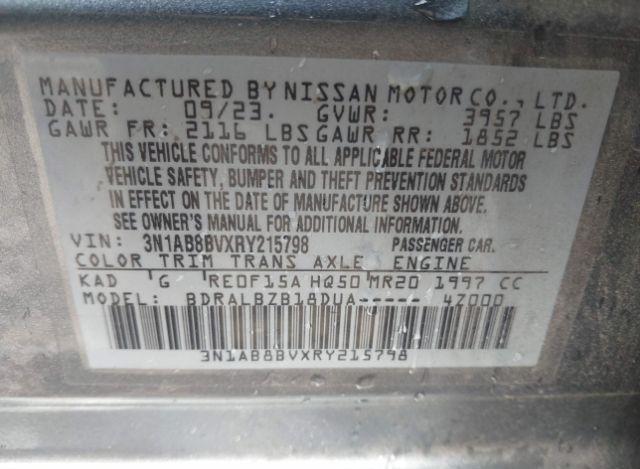 MANUFACTURED BY NISSAN MOTOR CO., LTD.
DATE: 09/23. GVWR: 3957 LBS
GAWR FR: 2116 LBS GAWR RR: 1852 LBS
THIS VEHICLE CONFORMS TO ALL APPLICABLE FEDERAL MOTOR
VEHICLE SAFETY, BUMPER AND THEFT PREVENTION STANDARDS
IN EFFECT ON THE DATE OF MANUFACTURE SHOWN ABOVE.
SEE OWNER'S MANUAL FOR ADDITIONAL INFORMATION.
VIN: 3N1AB8BVXRY215798 PASSENGER CAR.
COLOR TRIM TRANS AXLE ENGINE
KAD G RE0F15A HQ50 MR20 1997 CC
MODEL: BDRALBZB18DUA----- 4Z000
3N1AB8BVXRY215798